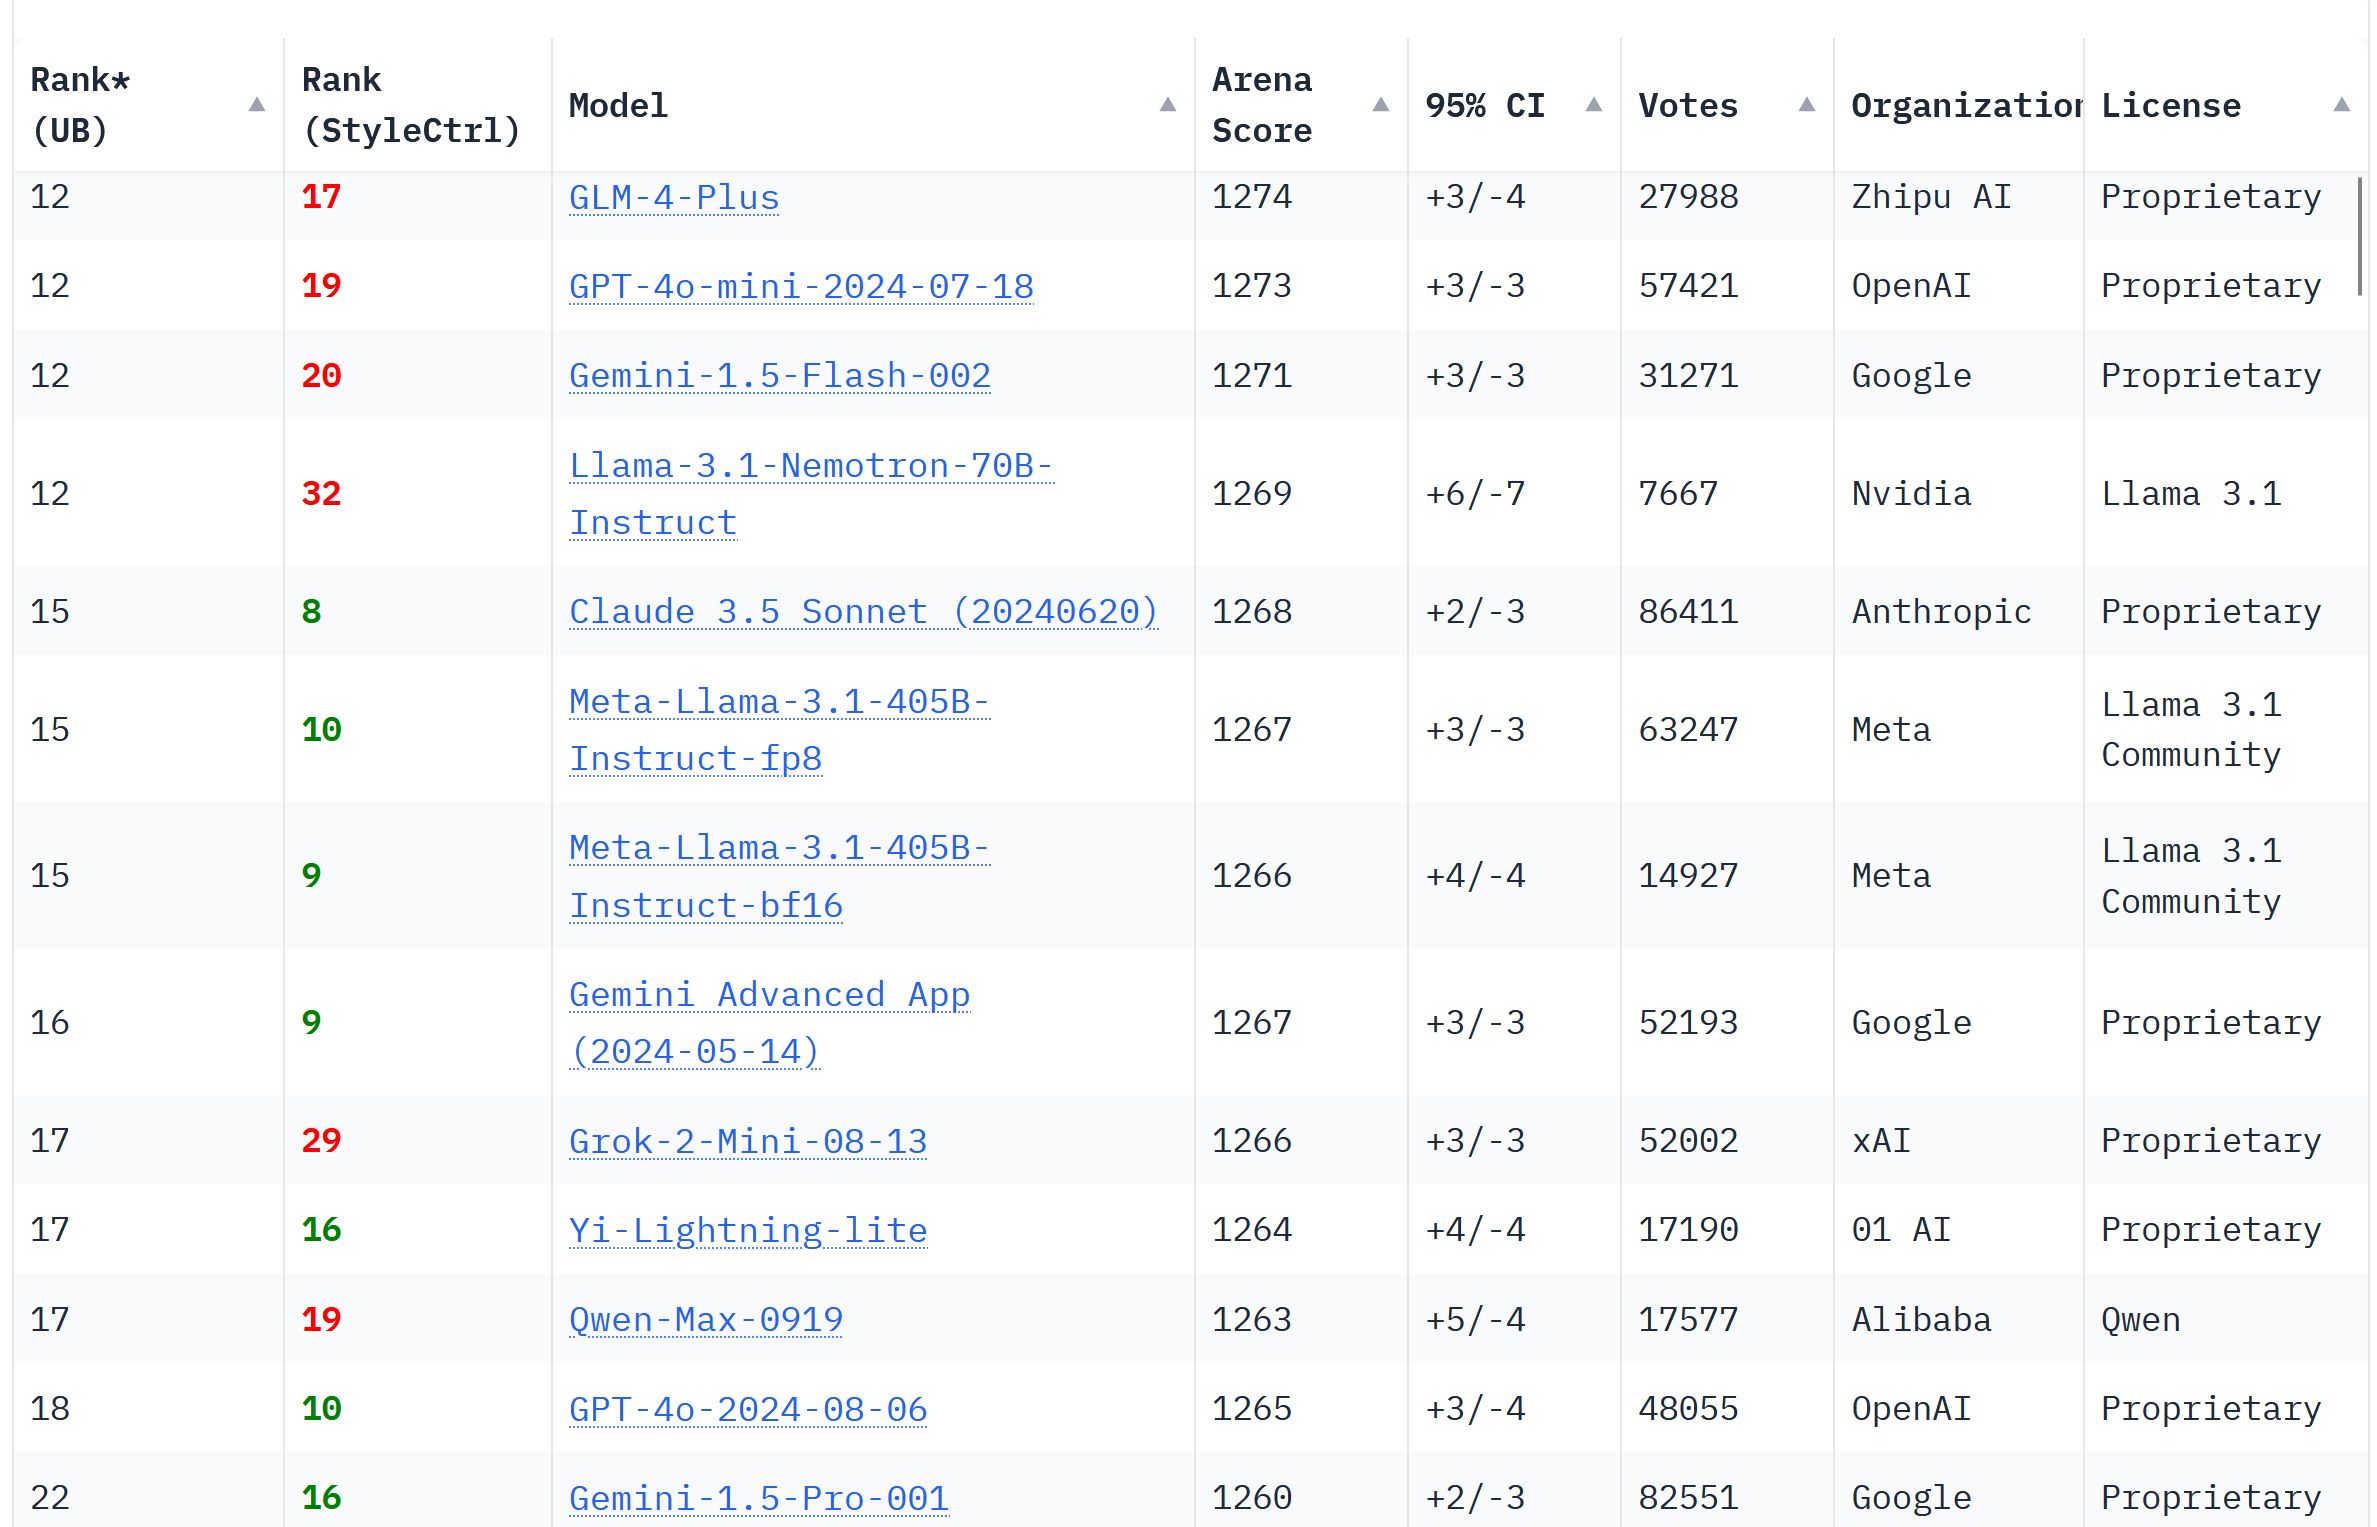 Rank* (UB) Rank (StyleCtrl) Model Arena Score 95% CI Votes Organization License
12 17 GLM-4-Plus 1274 +3/-4 27988 Zhipu AI Proprietary
12 19 GPT-4o-mini-2024-07-18 1273 +3/-3 57421 OpenAI Proprietary
12 20 Gemini-1.5-Flash-002 1271 +3/-3 31271 Google Proprietary
12 32 Llama-3.1-Nemotron-70B-Instruct 1269 +6/-7 7667 Nvidia Llama 3.1
15 8 Claude 3.5 Sonnet (20240620) 1268 +2/-3 86411 Anthropic Proprietary
15 10 Meta-Llama-3.1-405B-Instruct-fp8 1267 +3/-3 63247 Meta Llama 3.1 Community
15 9 Meta-Llama-3.1-405B-Instruct-bf16 1266 +4/-4 14927 Meta Llama 3.1 Community
16 9 Gemini Advanced App (2024-05-14) 1267 +3/-3 52193 Google Proprietary
17 29 Grok-2-Mini-08-13 1266 +3/-3 52002 xAI Proprietary
17 16 Yi-Lightning-lite 1264 +4/-4 17190 01 AI Proprietary
17 19 Qwen-Max-0919 1263 +5/-4 17577 Alibaba Qwen
18 10 GPT-4o-2024-08-06 1265 +3/-4 48055 OpenAI Proprietary
22 16 Gemini-1.5-Pro-001 1260 +2/-3 82551 Google Proprietary